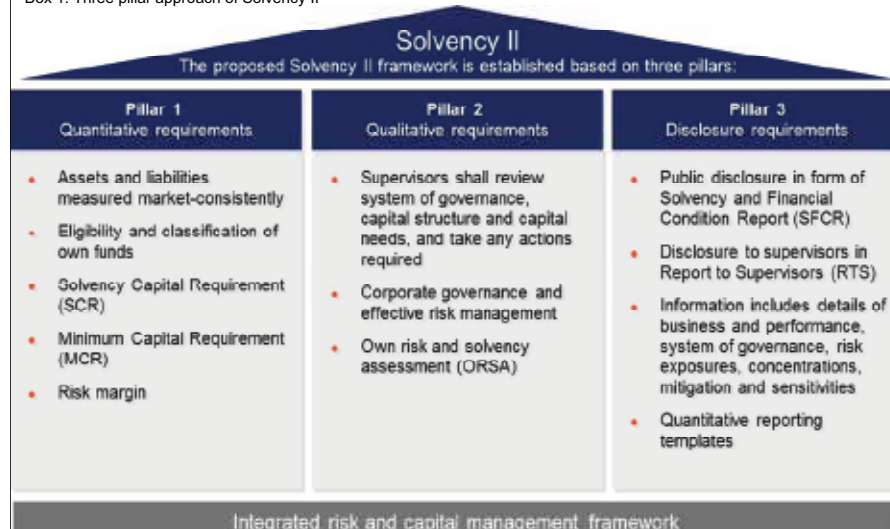 Box 1. Three pillar approach of Solvency II
Solvency II
The proposed Solvency II framework is established based on three pillars:
Pillar 1
Quantitative requirements
• Assets and liabilities
measured market-consistently
• Eligibility and classification of
own funds
• Solvency Capital Requirement
(SCR)
• Minimum Capital Requirement
(MCR)
• Risk margin
Pillar 2
Qualitative requirements
• Supervisors shall review
system of governance,
capital structure and capital
needs, and take any actions
required
• Corporate governance and
effective risk management
• Own risk and solvency
assessment (ORSA)
Pillar 3
Disclosure requirements
• Public disclosure in form of
Solvency and Financial
Condition Report (SFCR)
• Disclosure to supervisors in
Report to Supervisors (RTS)
• Information includes details of
business and performance,
system of governance, risk
exposures, concentrations,
mitigation and sensitivities
• Quantitative reporting
templates
Integrated risk and capital management framework